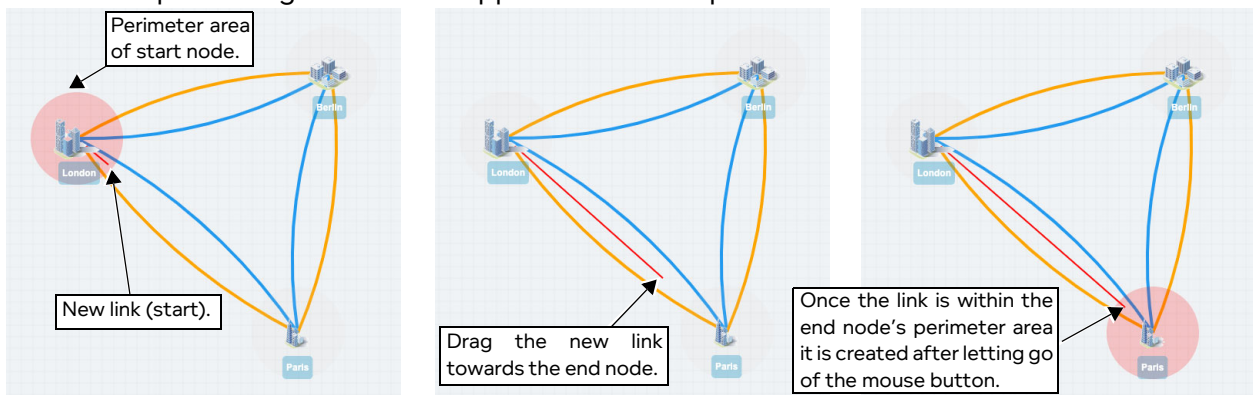 Perimeter area
of start node.
Berlin
London
New link (start).
Paris
Berlin
London
Drag the new link
towards the end node.
Paris
Berlin
London
Once the link is within the
end node's perimeter area
it is created after letting go
of the mouse button.
Paris